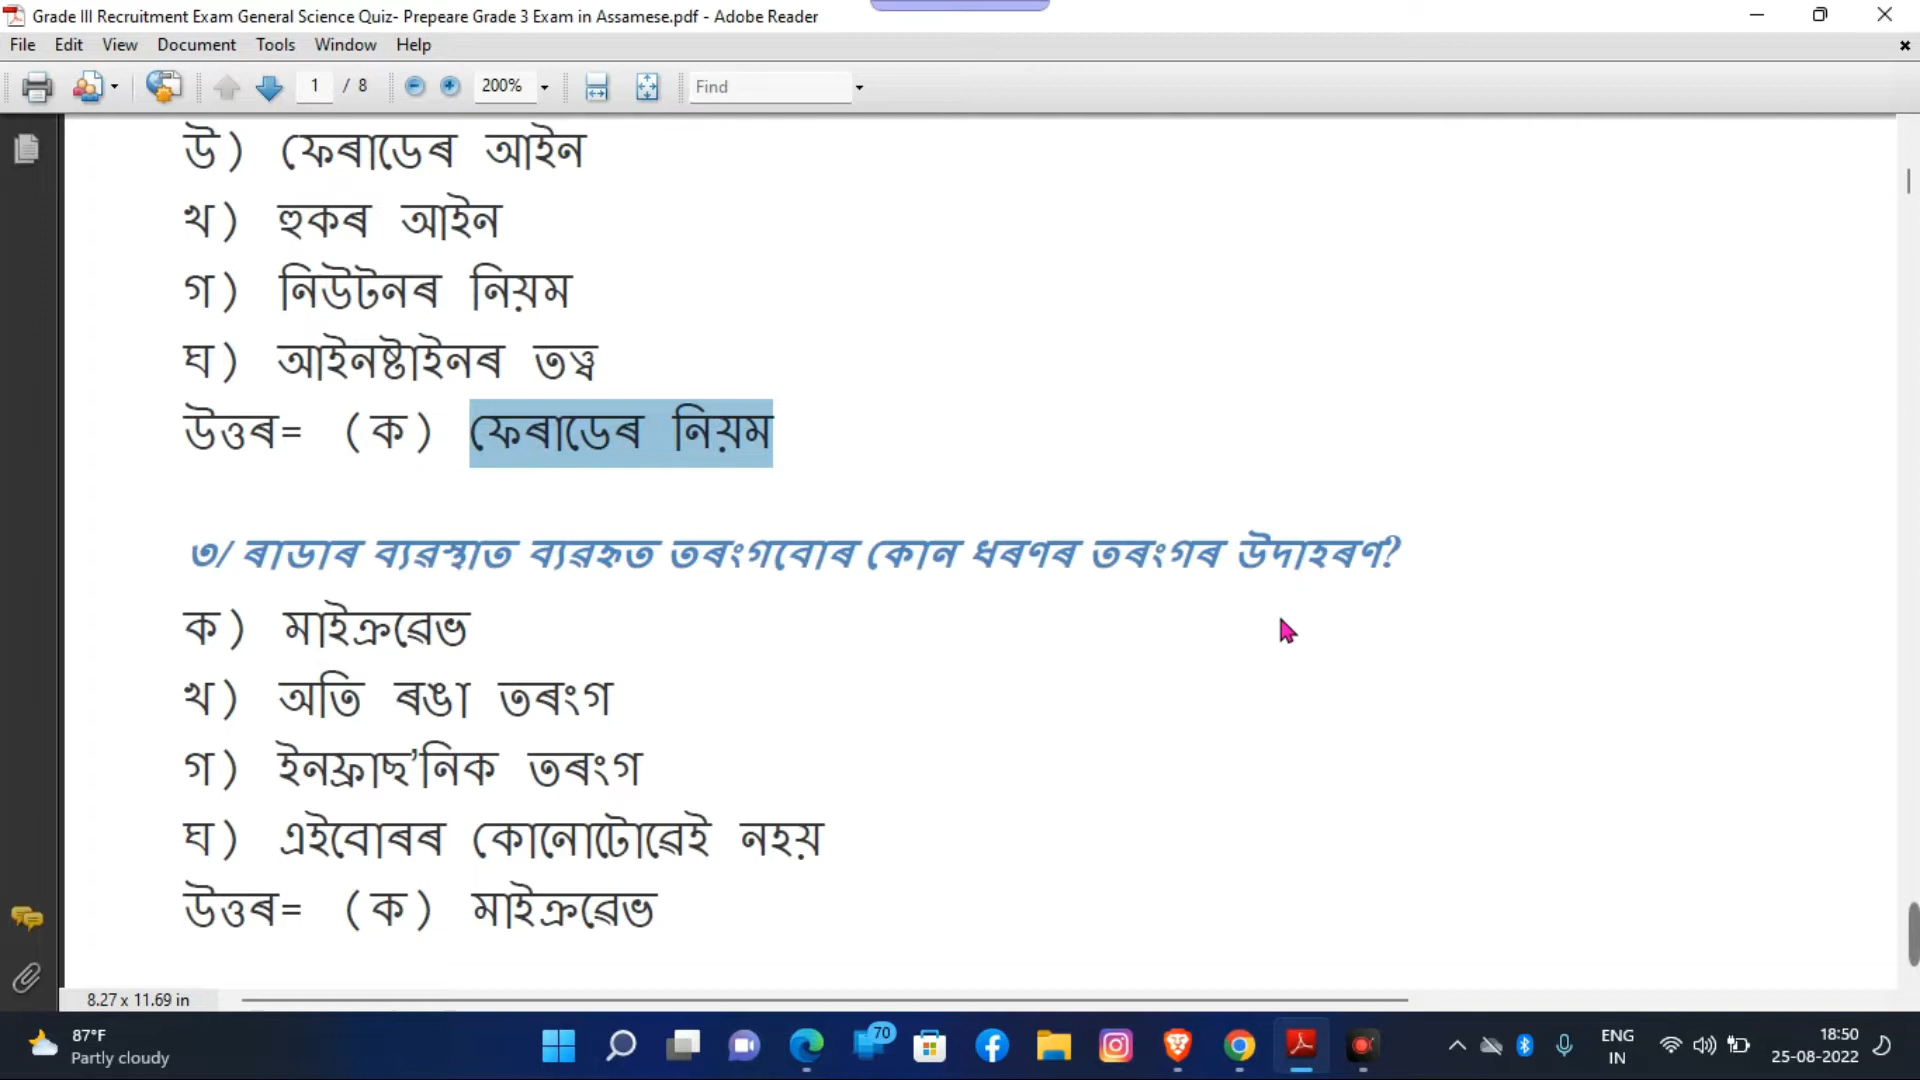 Grade III Recruitment Exam General Science Quiz- Prepeare Grade 3 Exam in Assamese.pdf - Adobe Reader
File Edit View Document Tools Window Help
1 / 8 200% Find
উ) ফেৰাডেৰ আইন
খ) হুকৰ আইন
গ) নিউটনৰ নিয়ম
ঘ) আইনষ্টাইনৰ তত্ত্ব
উত্তৰ= (ক) ফেৰাডেৰ নিয়ম
৩/ ৰাডাৰ ব্যৱস্থাত ব্যৱহৃত তৰংগবোৰ কোন ধৰণৰ তৰংগৰ উদাহৰণ?
ক) মাইক্ৰৱেভ
খ) অতি ৰঙা তৰংগ
গ) ইনফ্ৰাছ’নিক তৰংগ
ঘ) এইবোৰৰ কোনোটোৱেই নহয়
উত্তৰ= (ক) মাইক্ৰৱেভ
8.27 x 11.69 in
87°F
Partly cloudy
70
ENG
IN
18:50
25-08-2022